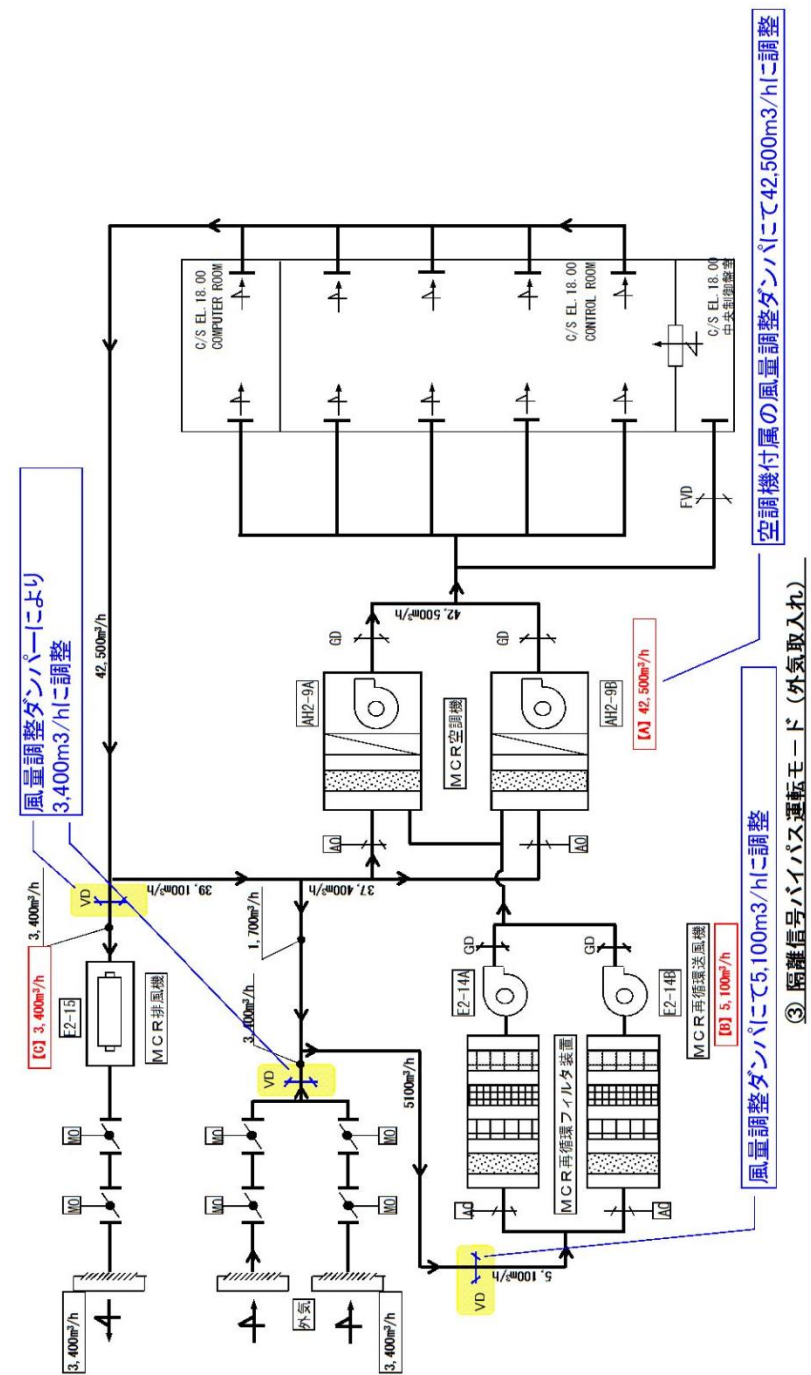 風量調整ダンパーにより
3,400m3/hに調整
42,500m³/h
3,400m³/h
VD
【C】3,400m³/h
E2-15
MCR排風機
MO
MO
3,400m³/h
39,100m³/h
37,400m³/h
1,700m³/h
3,400m³/h
VD
MO
MO
MO
MO
外気
3,400m³/h
5100m³/h
5,100m³/h
VD
AO
AO
MCR再循環フィルタ装置
E2-14A
E2-14B
GD
GD
MCR再循環送風機
【B】5,100m³/h
風量調整ダンパにて5,100m3/hに調整
AO
AO
AH2-9A
MCR空調機
AH2-9B
GD
GD
42,500m³/h
【A】42,500m³/h
空調機付属の風量調整ダンパにて42,500m3/hに調整
FVD
C/S EL.18.00
COMPUTER ROOM
C/S EL.18.00
CONTROL ROOM
C/S EL.18.00
中央制御盤室
③ 隔離信号バイパス運転モード（外気取入れ）